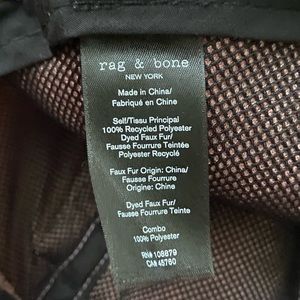 rag & bone
NEW YORK
Made in China/
Fabriqué en Chine
Self/Tissu Principal
100% Recycled Polyester
Dyed Faux Fur/
Fausse Fourrure Teintée
Polyester Recyclé
Faux Fur Origin: China/
Fausse Fourrure
Origine: Chine
Dyed Faux Fur/
Fausse Fourrure Teinte
Combo
100% Polyester
RN# 108879
CA# 45760